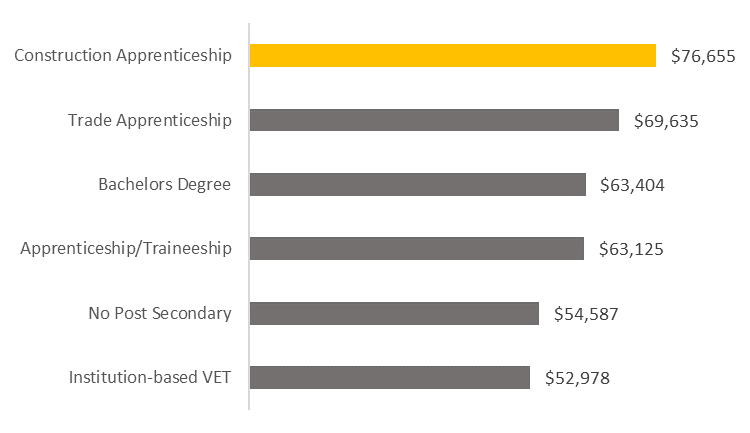 Construction Apprenticeship $76,655
Trade Apprenticeship $69,635
Bachelors Degree $63,404
Apprenticeship/Traineeship $63,125
No Post Secondary $54,587
Institution-based VET $52,978